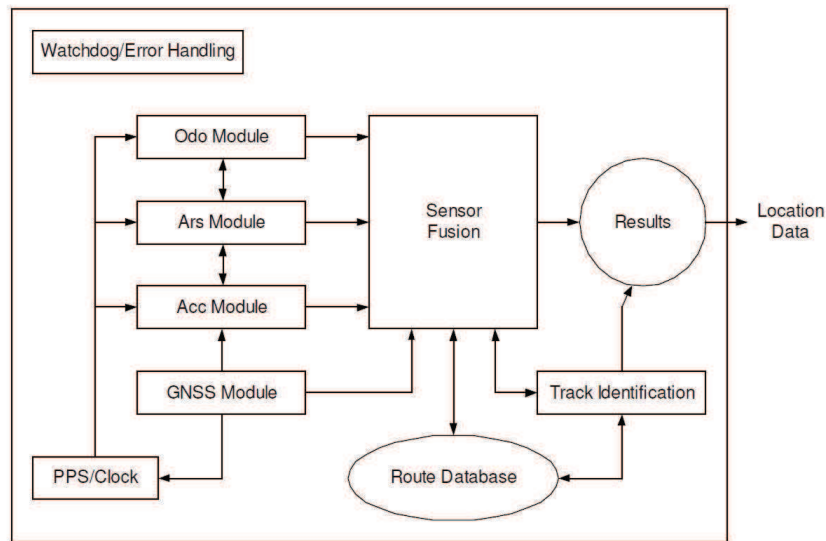 Watchdog/Error Handling
Odo Module
Ars Module
Acc Module
GNSS Module
PPS/Clock
Sensor
Fusion
Results
Location
Data
Track Identification
Route Database